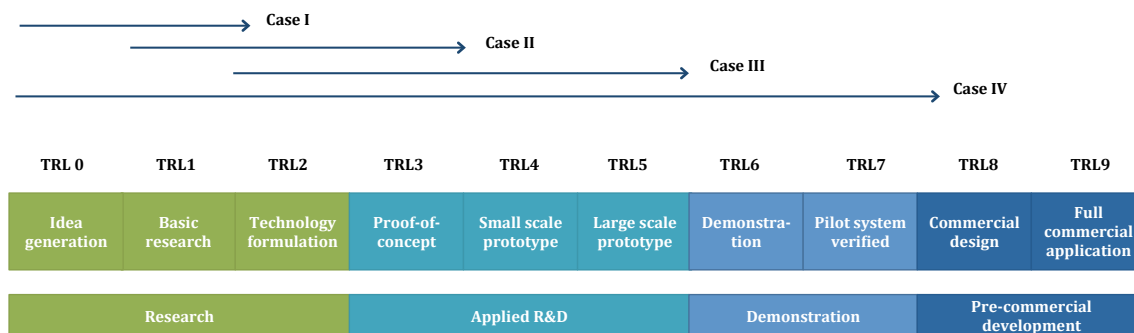 Case I
Case II
Case III
Case IV
TRL 0 TRL1 TRL2 TRL3 TRL4 TRL5 TRL6 TRL7 TRL8 TRL9
Idea
generation
Basic
research
Technology
formulation
Proof-of-
concept
Small scale
prototype
Large scale
prototype
Demonstra-
tion
Pilot system
verified
Commercial
design
Full
commercial
application
Research
Applied R&D
Demonstration
Pre-commercial
development